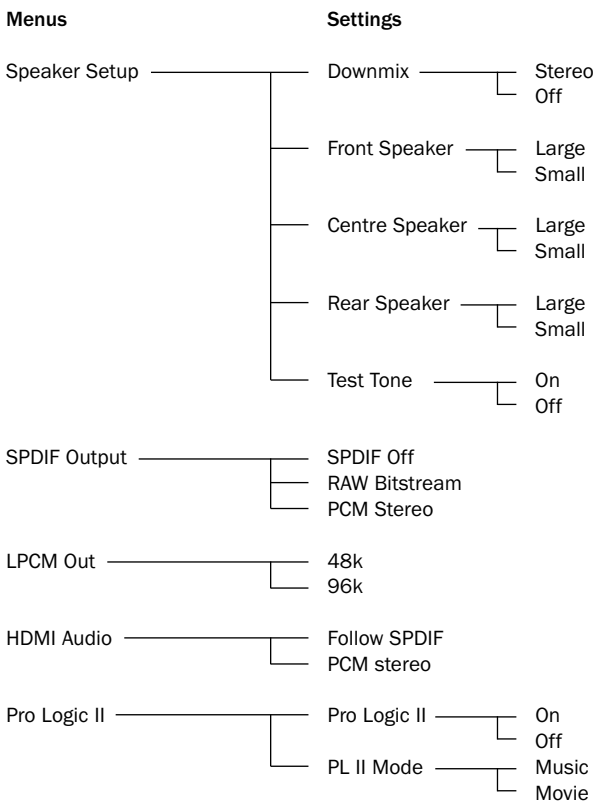 Menus Settings
Speaker Setup Downmix Stereo
Off
Front Speaker Large
Small
Centre Speaker Large
Small
Rear Speaker Large
Small
Test Tone On
Off
SPDIF Output SPDIF Off
RAW Bitstream
PCM Stereo
LPCM Out 48k
96k
HDMI Audio Follow SPDIF
PCM stereo
Pro Logic II Pro Logic II On
Off
PL II Mode Music
Movie